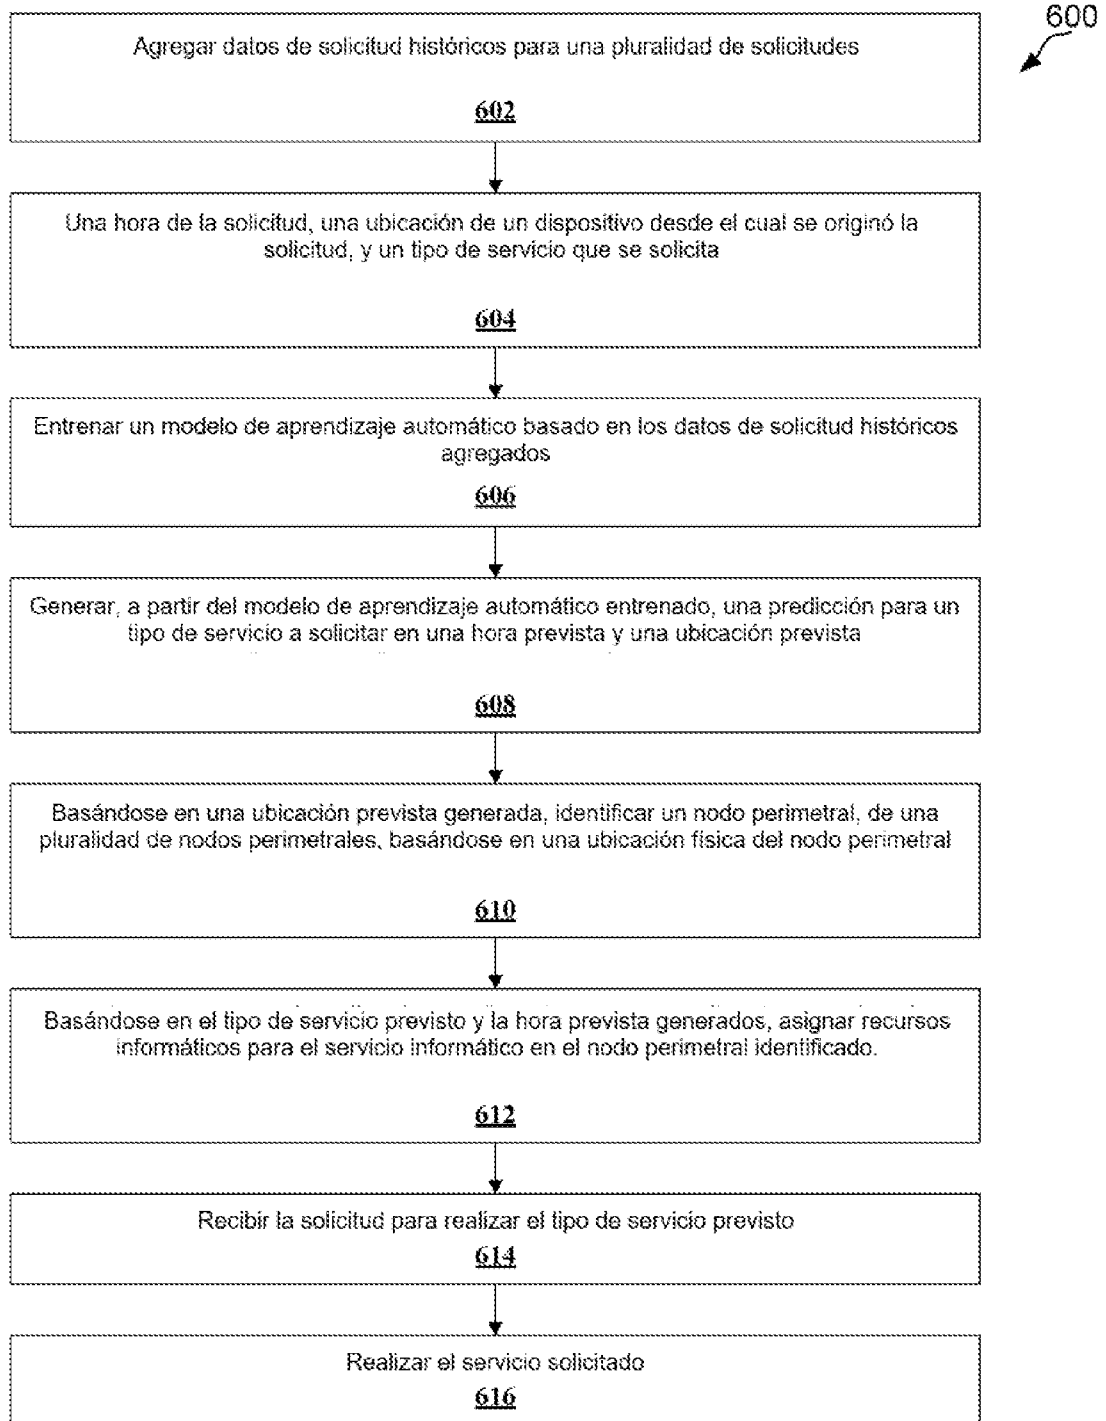 600
Agregar datos de solicitud históricos para una pluralidad de solicitudes
602
Una hora de la solicitud, una ubicación de un dispositivo desde el cual se originó la
solicitud, y un tipo de servicio que se solicita
604
Entrenar un modelo de aprendizaje automático basado en los datos de solicitud históricos
agregados
606
Generar, a partir del modelo de aprendizaje automático entrenado, una predicción para un
tipo de servicio a solicitar en una hora prevista y una ubicación prevista
608
Basándose en una ubicación prevista generada, identificar un nodo perimetral, de una
pluralidad de nodos perimetrales, basándose en una ubicación física del nodo perimetral
610
Basándose en el tipo de servicio previsto y la hora prevista generados, asignar recursos
informáticos para el servicio informático en el nodo perimetral identificado.
612
Recibir la solicitud para realizar el tipo de servicio previsto
614
Realizar el servicio solicitado
616